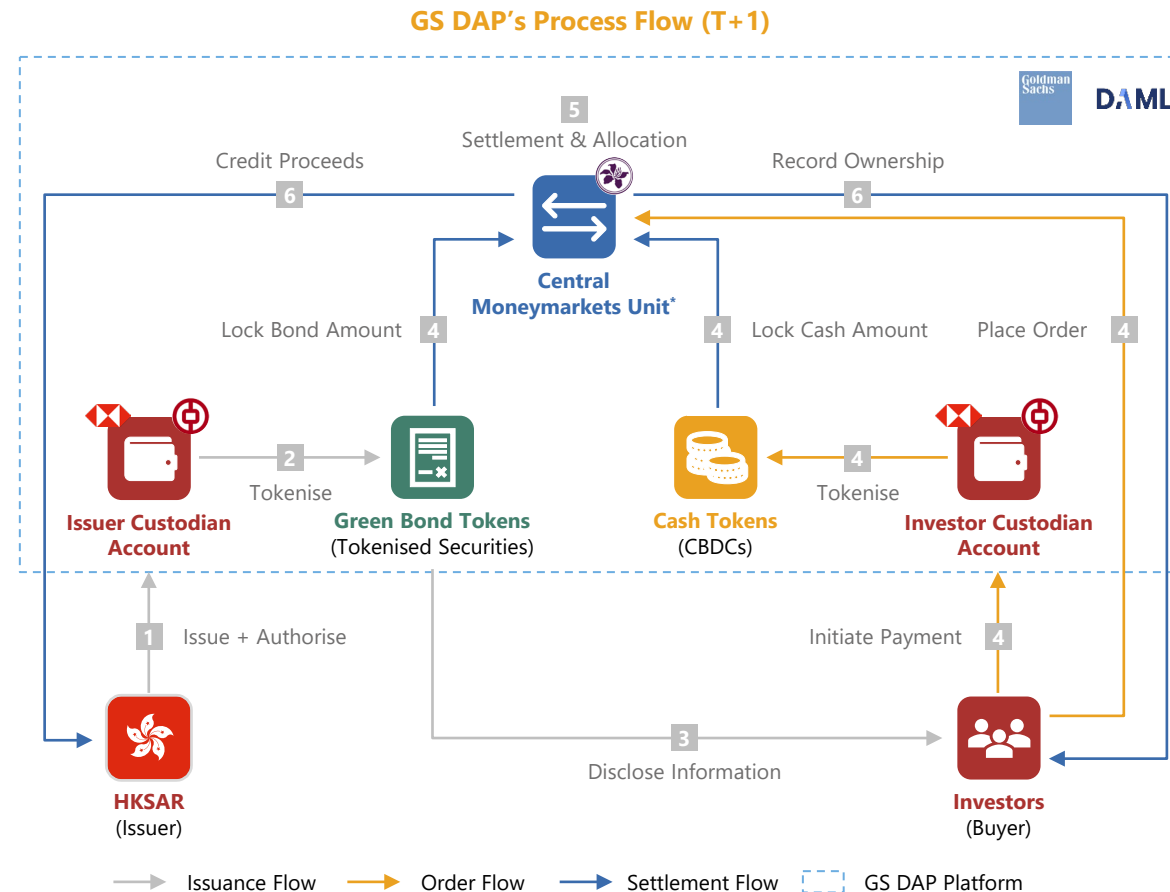 GS DAP's Process Flow (T+1)
Goldman
Sachs
DAML
5
Settlement & Allocation
Credit Proceeds
Record Ownership
6
6
Central
Moneymarkets Unit*
Lock Bond Amount
4
4
Lock Cash Amount
Place Order
4
2
Tokenise
4
Tokenise
Issuer Custodian
Account
Green Bond Tokens
(Tokenised Securities)
Cash Tokens
(CBDCs)
Investor Custodian
Account
1
Issue + Authorise
Initiate Payment
4
3
Disclose Information
HKSAR
(Issuer)
Investors
(Buyer)
Issuance Flow
Order Flow
Settlement Flow
GS DAP Platform